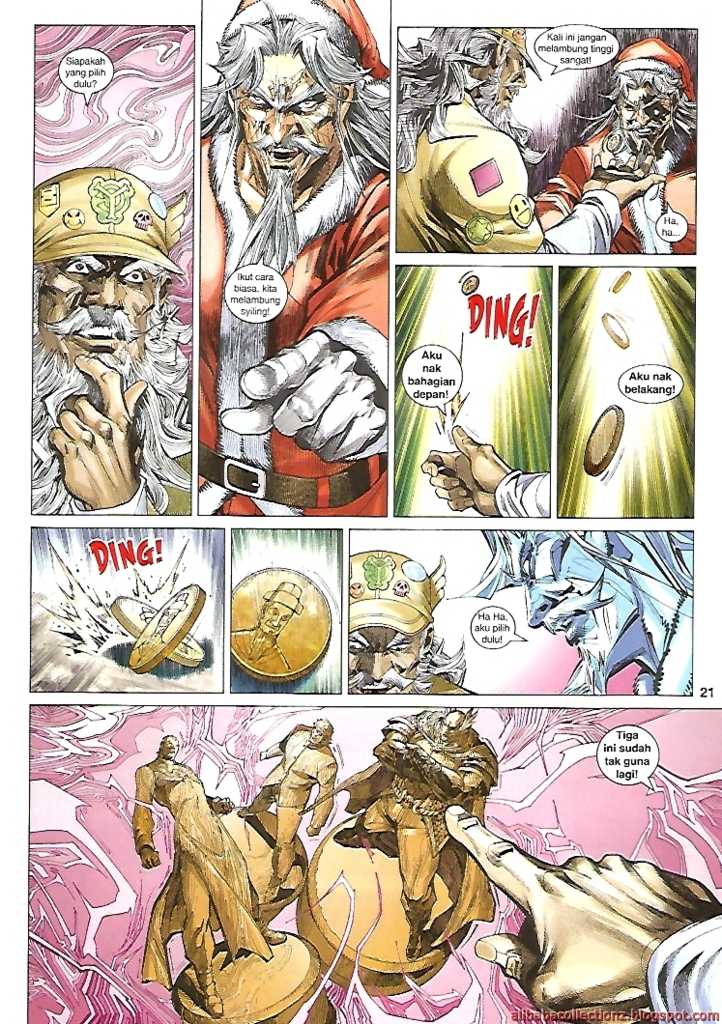 Siapakah
yang pilih
dulu?
Ikut cara
biasa, kita
melambung
syiling!
Kali ini jangan
melambung tinggi
sangat!
Ha,
ha...
DING!
Aku
nak
bahagian
depan!
Aku nak
belakang!
DING!
Ha Ha,
aku pilih
dulu!
21
Tiga
ini sudah
tak guna
lagi!
alibabacollectionz.blogspot.com